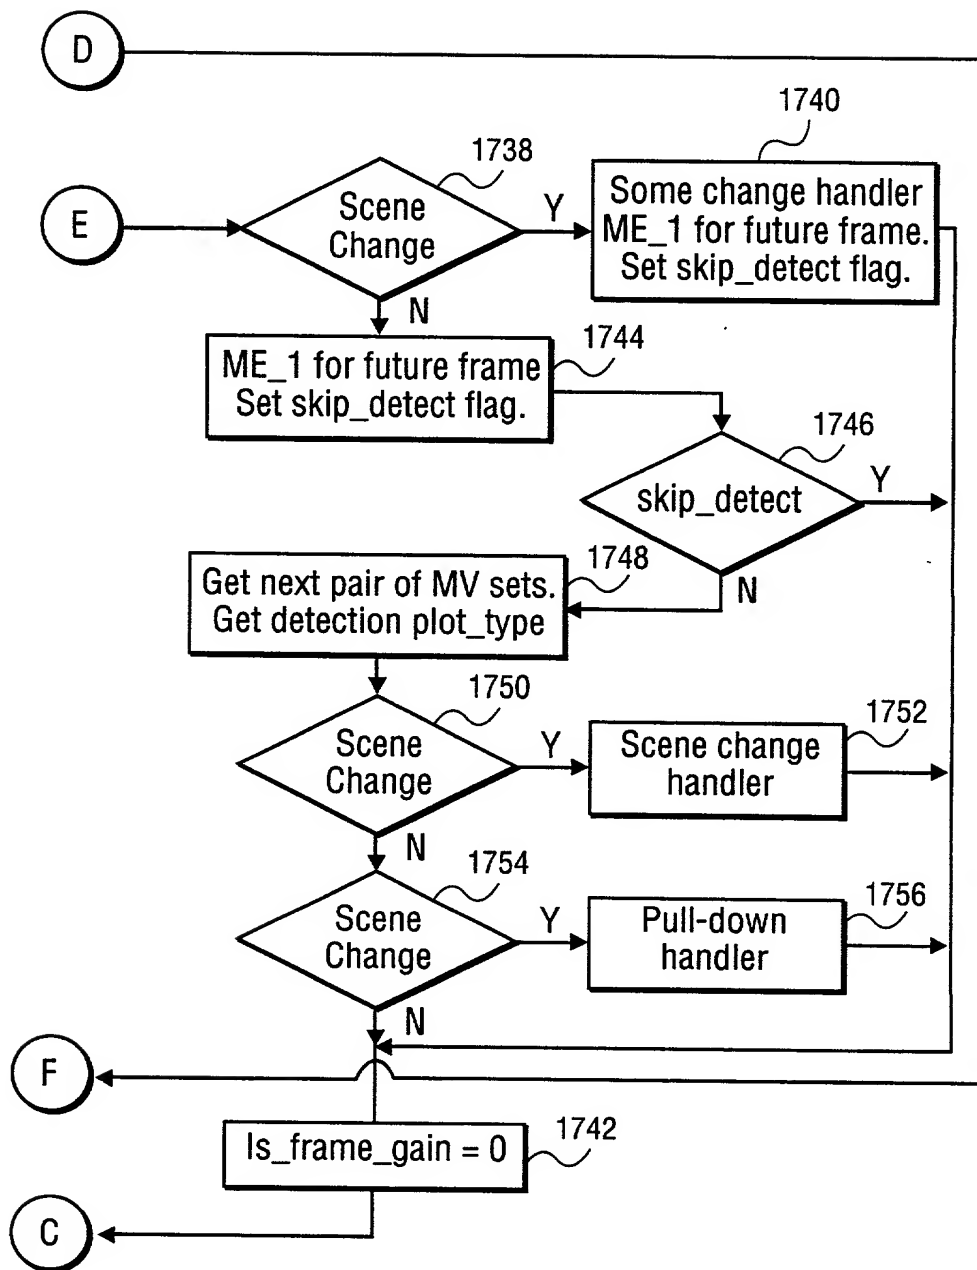 D
1740
1738
Some change handler
ME_1 for future frame.
Set skip_detect flag.
E
Scene
Change
Y
N
1744
ME_1 for future frame
Set skip_detect flag.
1746
skip_detect
Y
N
1748
Get next pair of MV sets.
Get detection plot_type
1750
Scene
Change
Y
1752
Scene change
handler
N
1754
Scene
Change
Y
1756
Pull-down
handler
N
F
1742
Is_frame_gain = 0
C